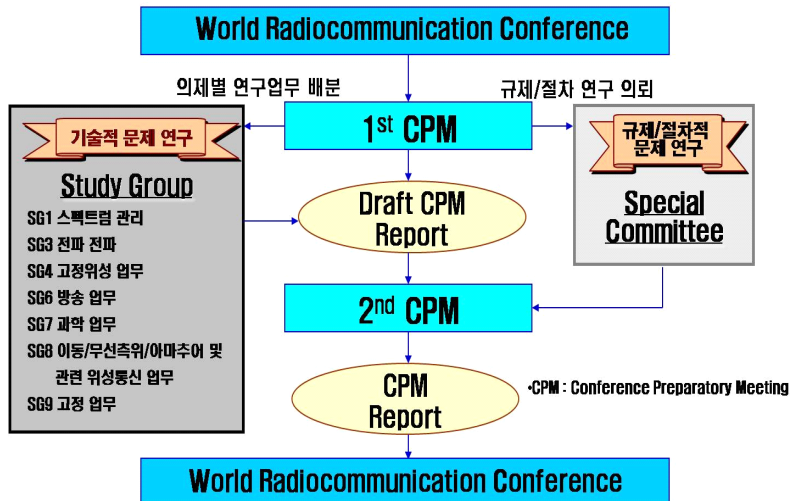 World Radiocommunication Conference
의제별 연구업무 배분
규제/절차 연구 의뢰
기술적 문제 연구
Study Group
SG1 스펙트럼 관리
SG3 전파 전파
SG4 고정위성 업무
SG6 방송 업무
SG7 과학 업무
SG8 이동/무선측위/아마추어 및
관련 위성통신 업무
SG9 고정 업무
1st CPM
Draft CPM
Report
2nd CPM
CPM
Report
규제/절차적
문제 연구
Special
Committee
•CPM : Conference Preparatory Meeting
World Radiocommunication Conference